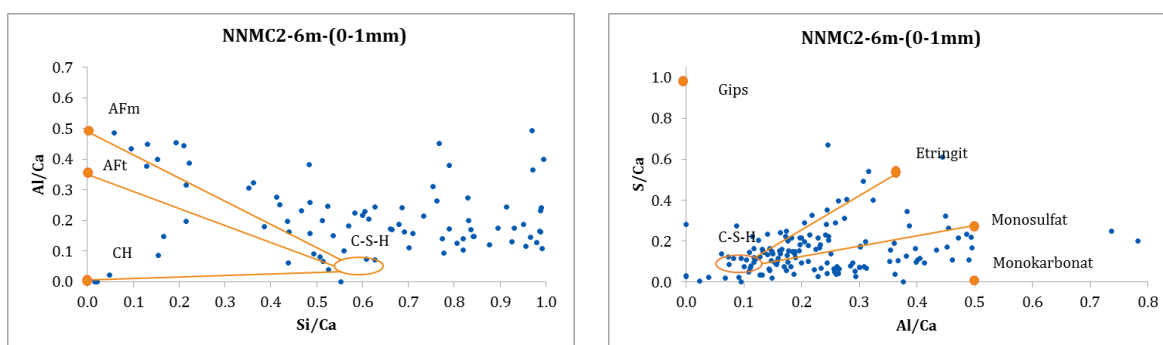 NNMC2-6m-(0-1mm)
Al/Ca
0.7
0.6
0.5
0.4
0.3
0.2
0.1
0.0
AFm
AFt
CH
C-S-H
0.0 0.1 0.2 0.3 0.4 0.5 0.6 0.7 0.8 0.9 1.0
Si/Ca
NNMC2-6m-(0-1mm)
S/Ca
1.0
0.8
0.6
0.4
0.2
0.0
Gips
Etringit
C-S-H
Monosulfat
Monokarbonat
0.0 0.1 0.2 0.3 0.4 0.5 0.6 0.7 0.8
Al/Ca